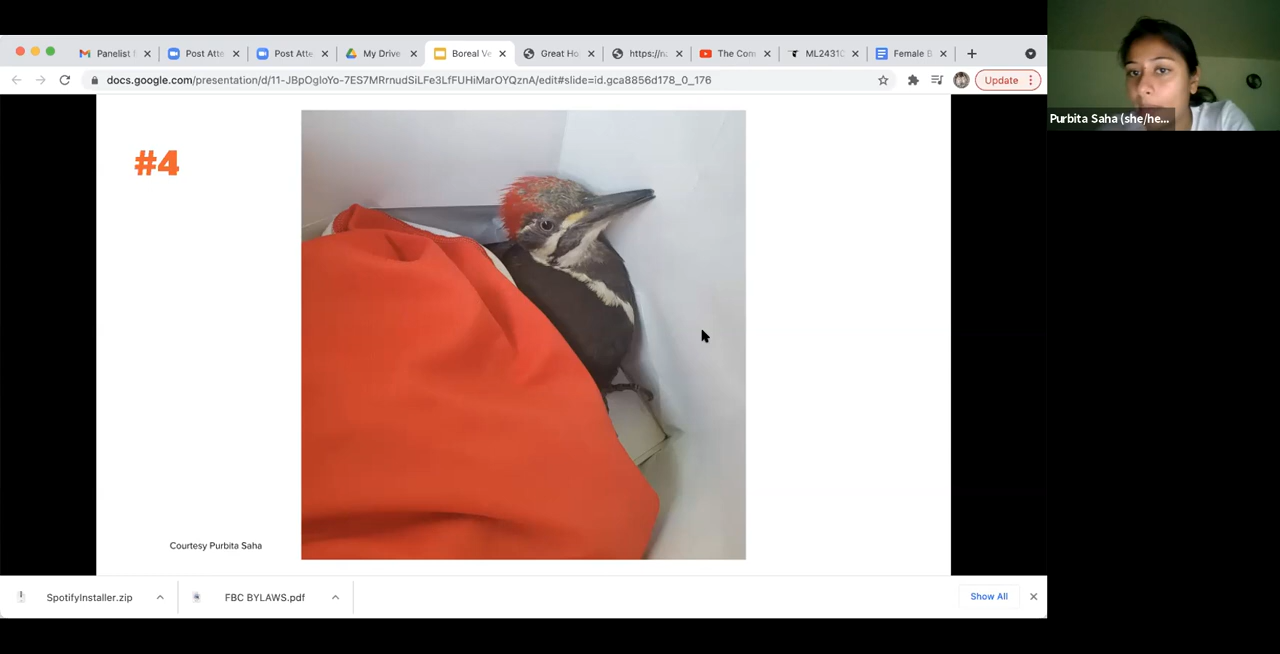 Panelist
Post Atte
Post Atte
My Drive
Boreal Ve
Great Ho
https://n
The Com
ML2431
Female B
docs.google.com/presentation/d/11-JBpOgIoYo-7ES7MRrnudSiLFe3LfFUHiMarOYQznA/edit#slide=id.gca8856d178_0_176
Update
Purbita Saha (she/he...
#4
Courtesy Purbita Saha
SpotifyInstaller.zip
FBC BYLAWS.pdf
Show All